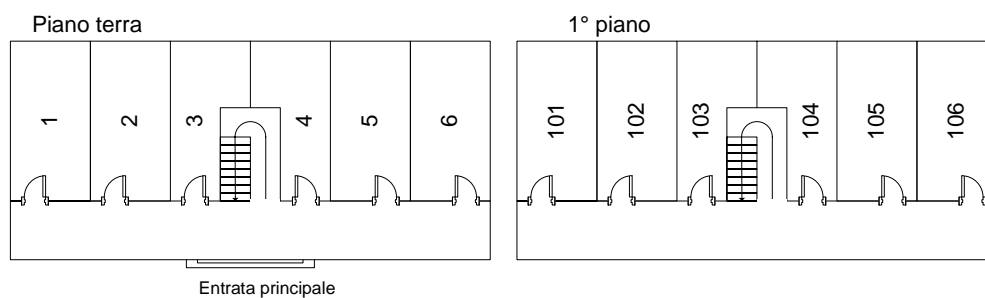 Piano terra
1° piano
1 2 3 4 5 6
101 102 103 104 105 106
Entrata principale